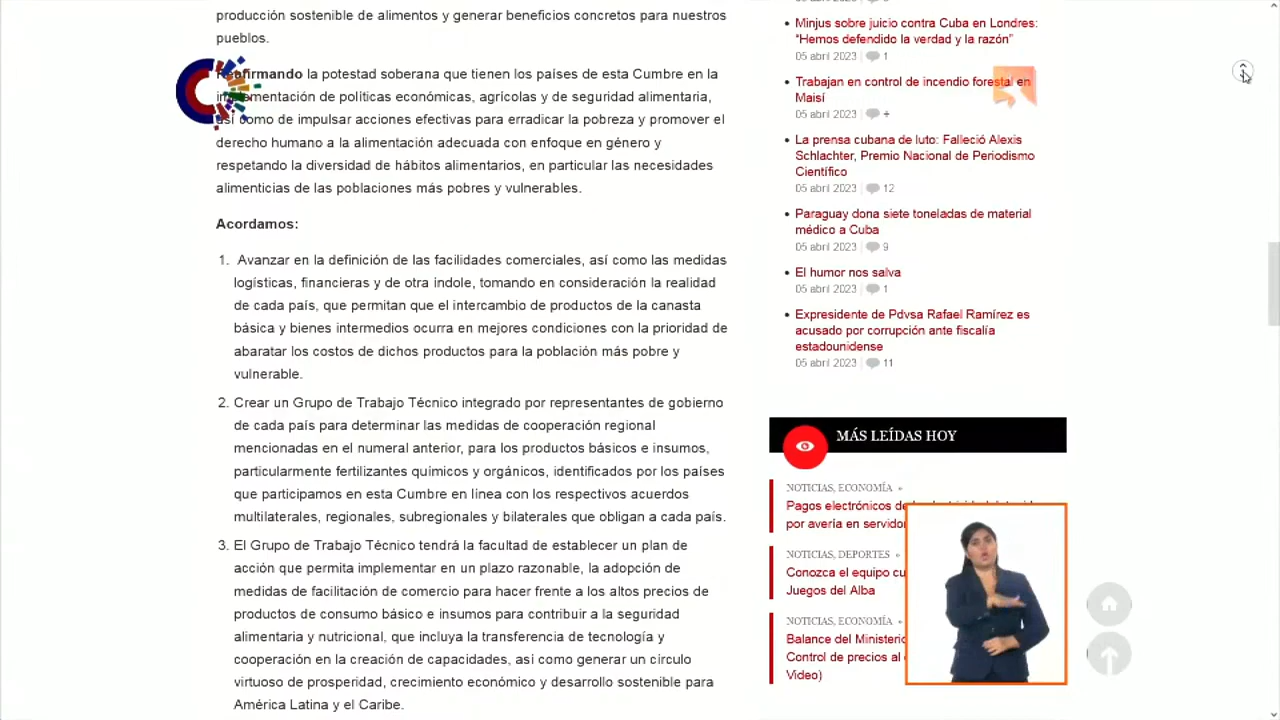 producción sostenible de alimentos y generar beneficios concretos para nuestros
pueblos.
Reafirmando la potestad soberana que tienen los países de esta Cumbre en la
implementación de políticas económicas, agrícolas y de seguridad alimentaria,
así como de impulsar acciones efectivas para erradicar la pobreza y promover el
derecho humano a la alimentación adecuada con enfoque en género y
respetando la diversidad de hábitos alimentarios, en particular las necesidades
alimenticias de las poblaciones más pobres y vulnerables.
Acordamos:
1. Avanzar en la definición de las facilidades comerciales, así como las medidas
logísticas, financieras y de otra índole, tomando en consideración la realidad
de cada país, que permitan que el intercambio de productos de la canasta
básica y bienes intermedios ocurra en mejores condiciones con la prioridad de
abaratar los costos de dichos productos para la población más pobre y
vulnerable.
2. Crear un Grupo de Trabajo Técnico integrado por representantes de gobierno
de cada país para determinar las medidas de cooperación regional
mencionadas en el numeral anterior, para los productos básicos e insumos,
particularmente fertilizantes químicos y orgánicos, identificados por los países
que participamos en esta Cumbre en línea con los respectivos acuerdos
multilaterales, regionales, subregionales y bilaterales que obligan a cada país.
3. El Grupo de Trabajo Técnico tendrá la facultad de establecer un plan de
acción que permita implementar en un plazo razonable, la adopción de
medidas de facilitación de comercio para hacer frente a los altos precios de
productos de consumo básico e insumos para contribuir a la seguridad
alimentaria y nutricional, que incluya la transferencia de tecnología y
cooperación en la creación de capacidades, así como generar un círculo
virtuoso de prosperidad, crecimiento económico y desarrollo sostenible para
América Latina y el Caribe.
Minjus sobre juicio contra Cuba en Londres:
"Hemos defendido la verdad y la razón"
05 abril 2023 | 1
Trabajan en control de incendio forestal en
Maisí
05 abril 2023 | +
La prensa cubana de luto: Falleció Alexis
Schlachter, Premio Nacional de Periodismo
Científico
05 abril 2023 | 12
Paraguay dona siete toneladas de material
médico a Cuba
05 abril 2023 | 9
El humor nos salva
05 abril 2023 | 1
Expresidente de Pdvsa Rafael Ramírez es
acusado por corrupción ante fiscalía
estadounidense
05 abril 2023 | 11
MÁS LEÍDAS HOY
NOTICIAS, ECONOMÍA »
Pagos electrónicos de
por avería en servidor
NOTICIAS, DEPORTES »
Conozca el equipo
Juegos del Alba
NOTICIAS, ECONOMÍA »
Balance del Ministerio
Control de precios al
Video)